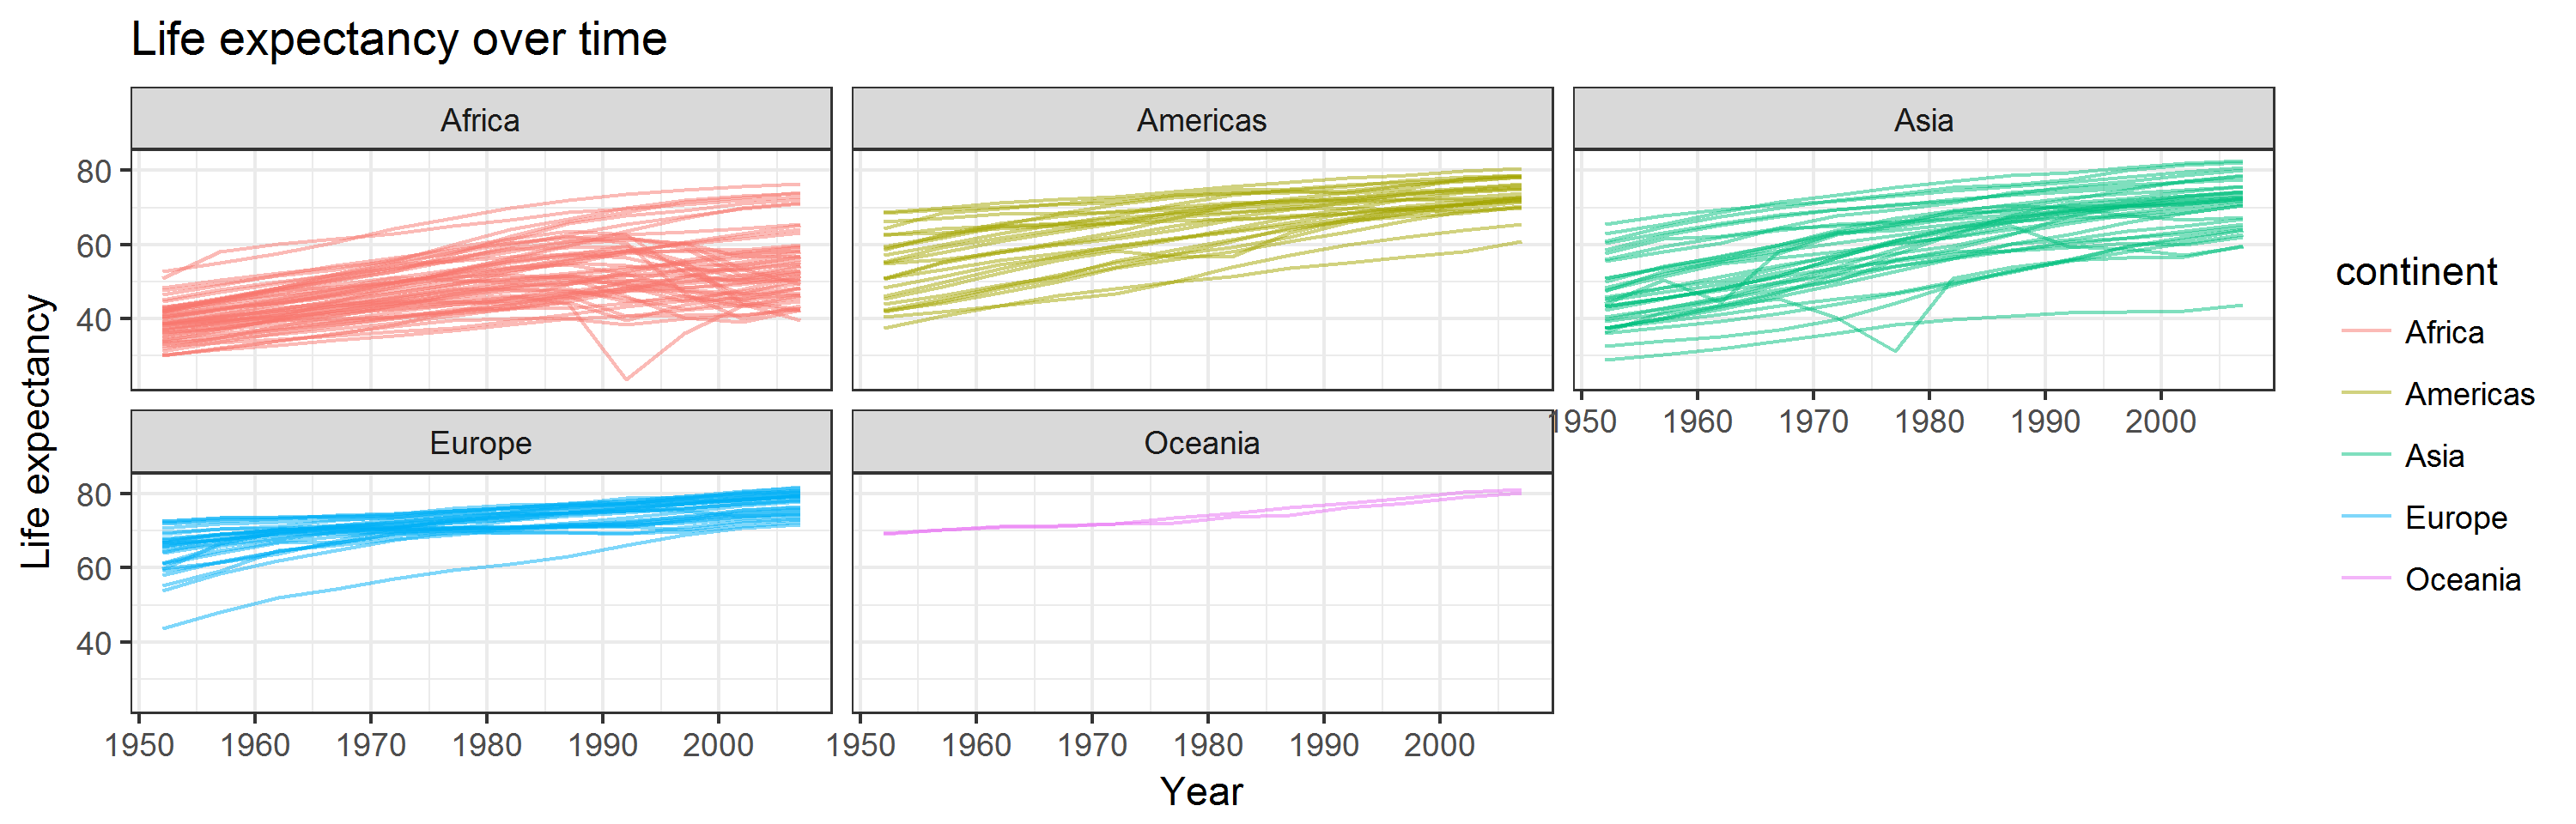 Life expectancy over time
Africa
Americas
Asia
80
60
40
1950 1960 1970 1980 1990 2000
Europe
Oceania
80
60
40
1950 1960 1970 1980 1990 2000
1950 1960 1970 1980 1990 2000
Life expectancy
Year
continent
Africa
Americas
Asia
Europe
Oceania